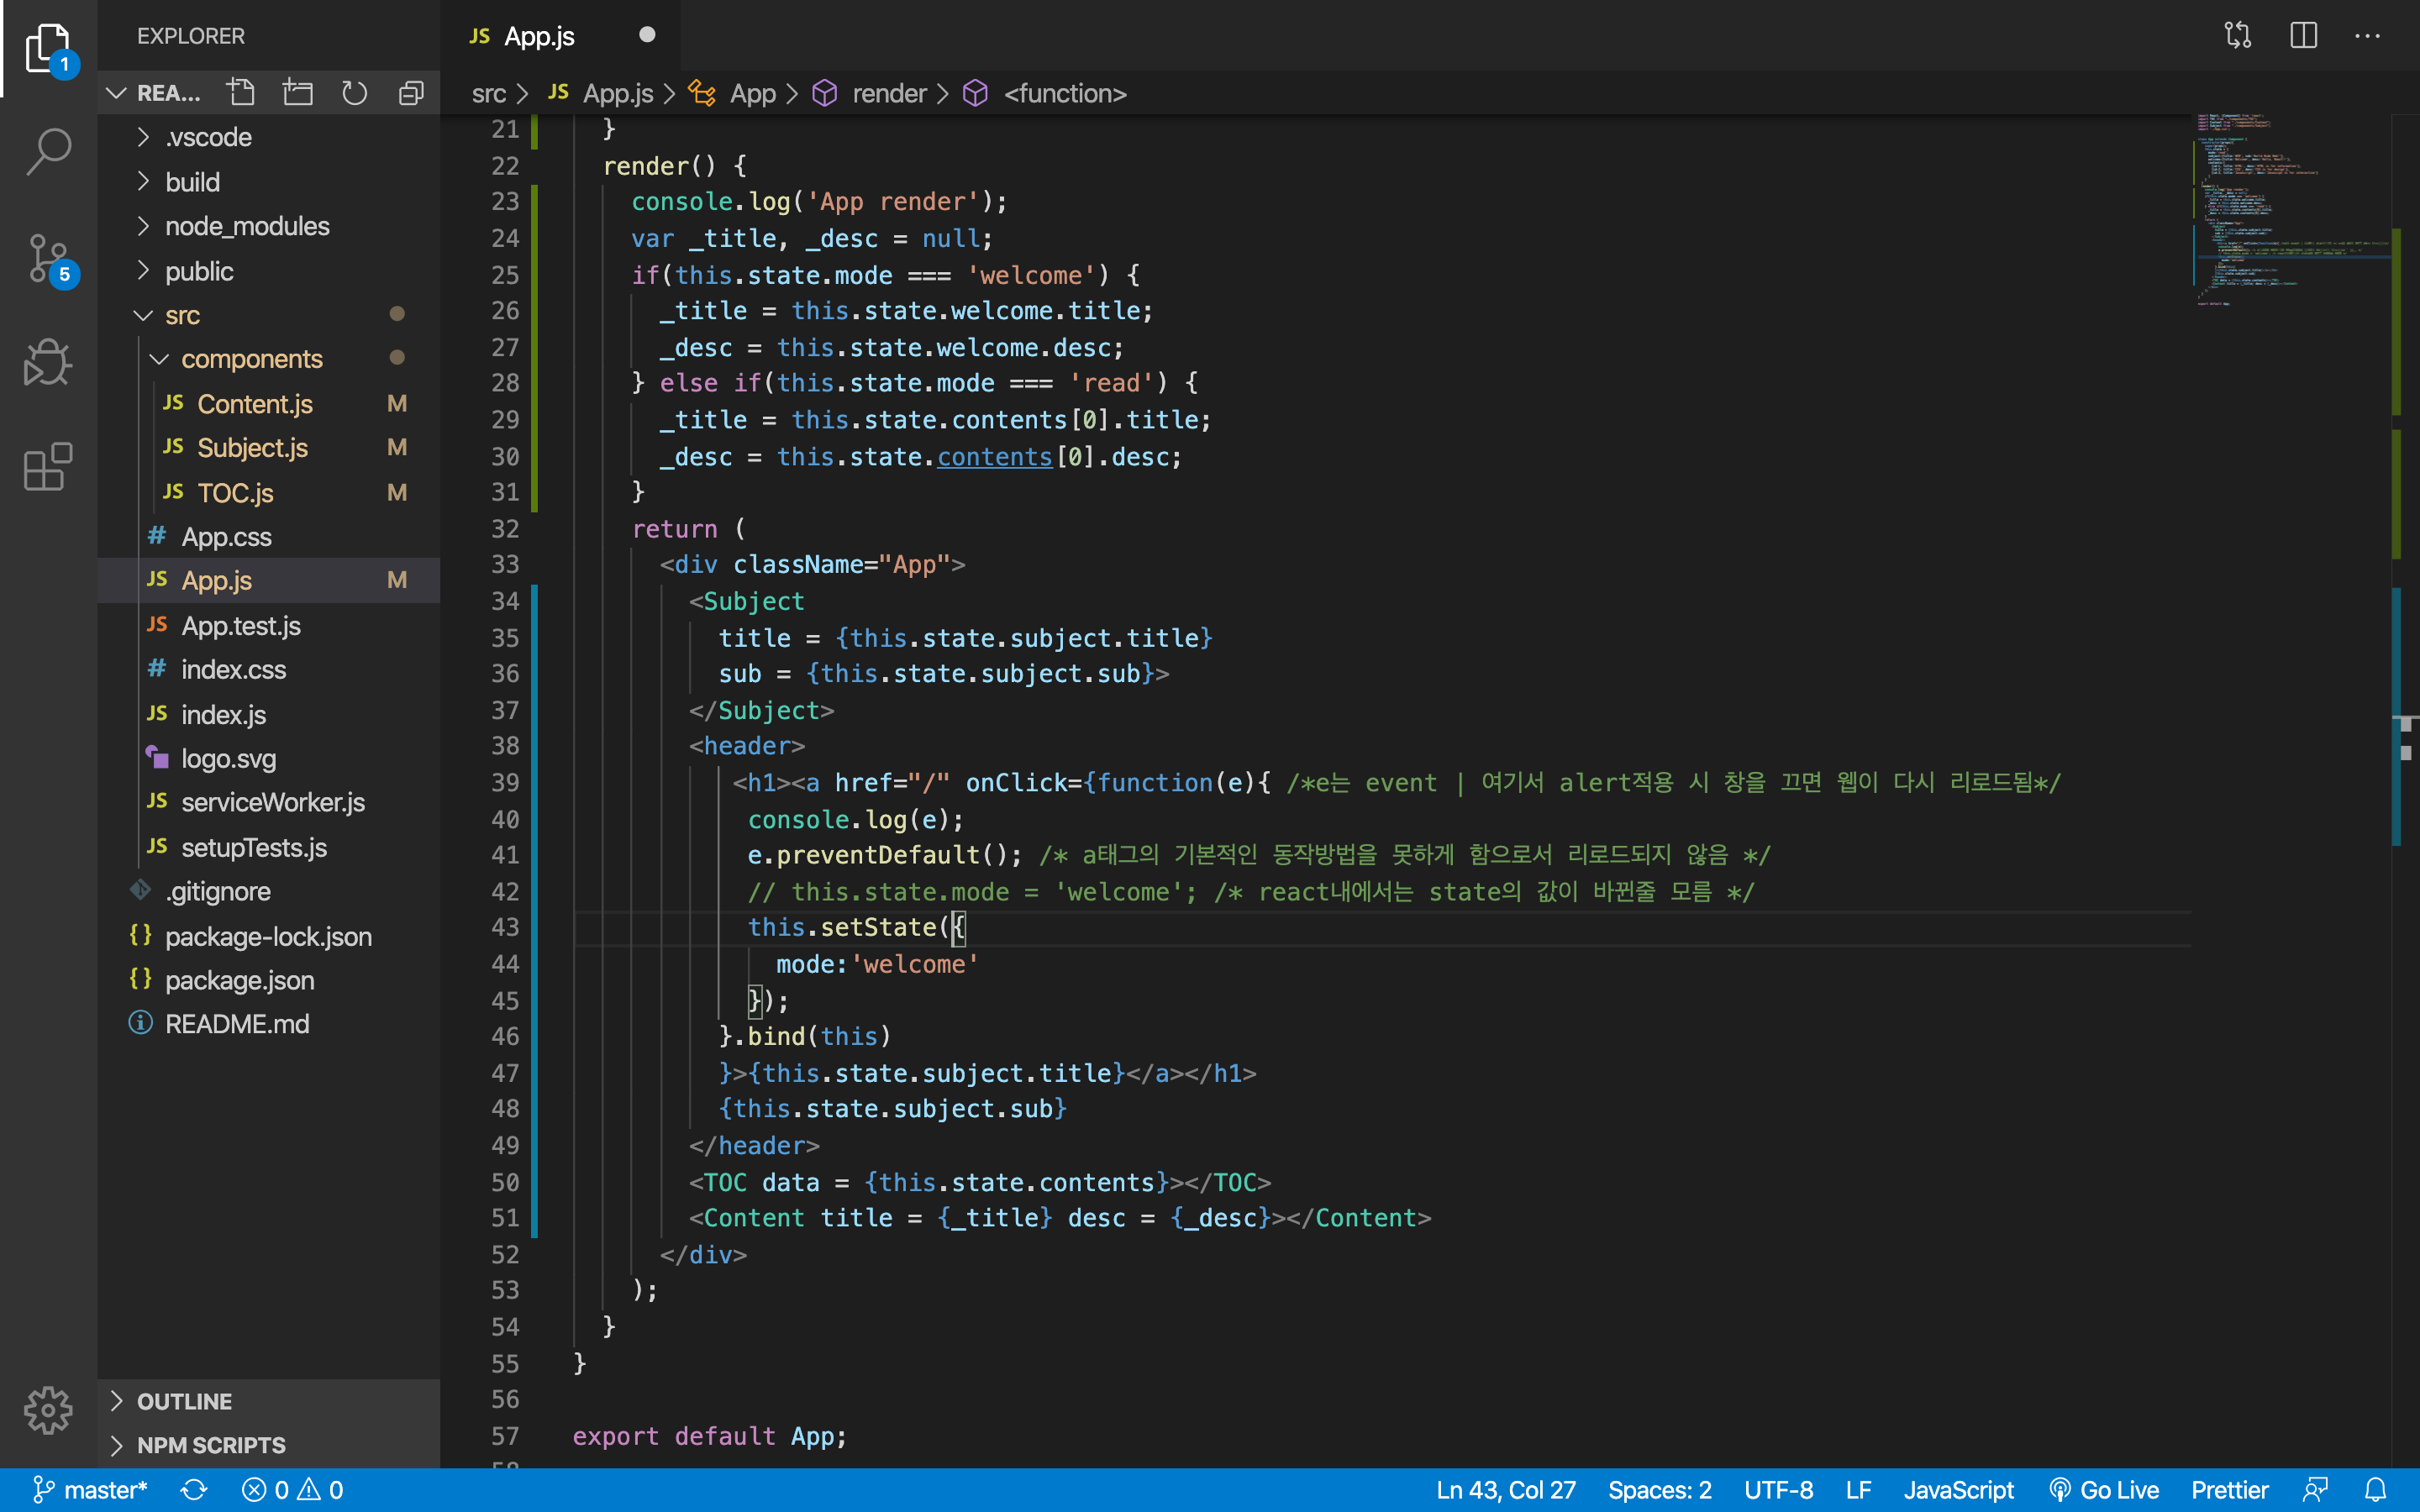 EXPLORER
JS App.js
1
REA...
src > JS App.js > App > render > <function>
.vscode
build
node_modules
public
5
src
components
JS Content.js M
JS Subject.js M
JS TOC.js M
# App.css
JS App.js M
JS App.test.js
# index.css
JS index.js
logo.svg
JS serviceWorker.js
JS setupTests.js
.gitignore
{} package-lock.json
{} package.json
README.md
OUTLINE
NPM SCRIPTS
21 }
22 render() {
23 console.log('App render');
24 var _title, _desc = null;
25 if(this.state.mode === 'welcome') {
26 _title = this.state.welcome.title;
27 _desc = this.state.welcome.desc;
28 } else if(this.state.mode === 'read') {
29 _title = this.state.contents[0].title;
30 _desc = this.state.contents[0].desc;
31 }
32 return (
33 <div className="App">
34 <Subject
35 title = {this.state.subject.title}
36 sub = {this.state.subject.sub}>
37 </Subject>
38 <header>
39 <h1><a href="/" onClick={function(e){ /*e는 event | 여기서 alert적용 시 창을 끄면 웹이 다시 리로드됨*/
40 console.log(e);
41 e.preventDefault(); /* a태그의 기본적인 동작방법을 못하게 함으로서 리로드되지 않음 */
42 // this.state.mode = 'welcome'; /* react내에서는 state의 값이 바뀐줄 모름 */
43 this.setState({
44 mode:'welcome'
45 });
46 }.bind(this)
47 }>{this.state.subject.title}</a></h1>
48 {this.state.subject.sub}
49 </header>
50 <TOC data = {this.state.contents}></TOC>
51 <Content title = {_title} desc = {_desc}></Content>
52 </div>
53 );
54 }
55 }
56
57 export default App;
master* 0 0 Ln 43, Col 27 Spaces: 2 UTF-8 LF JavaScript Go Live Prettier